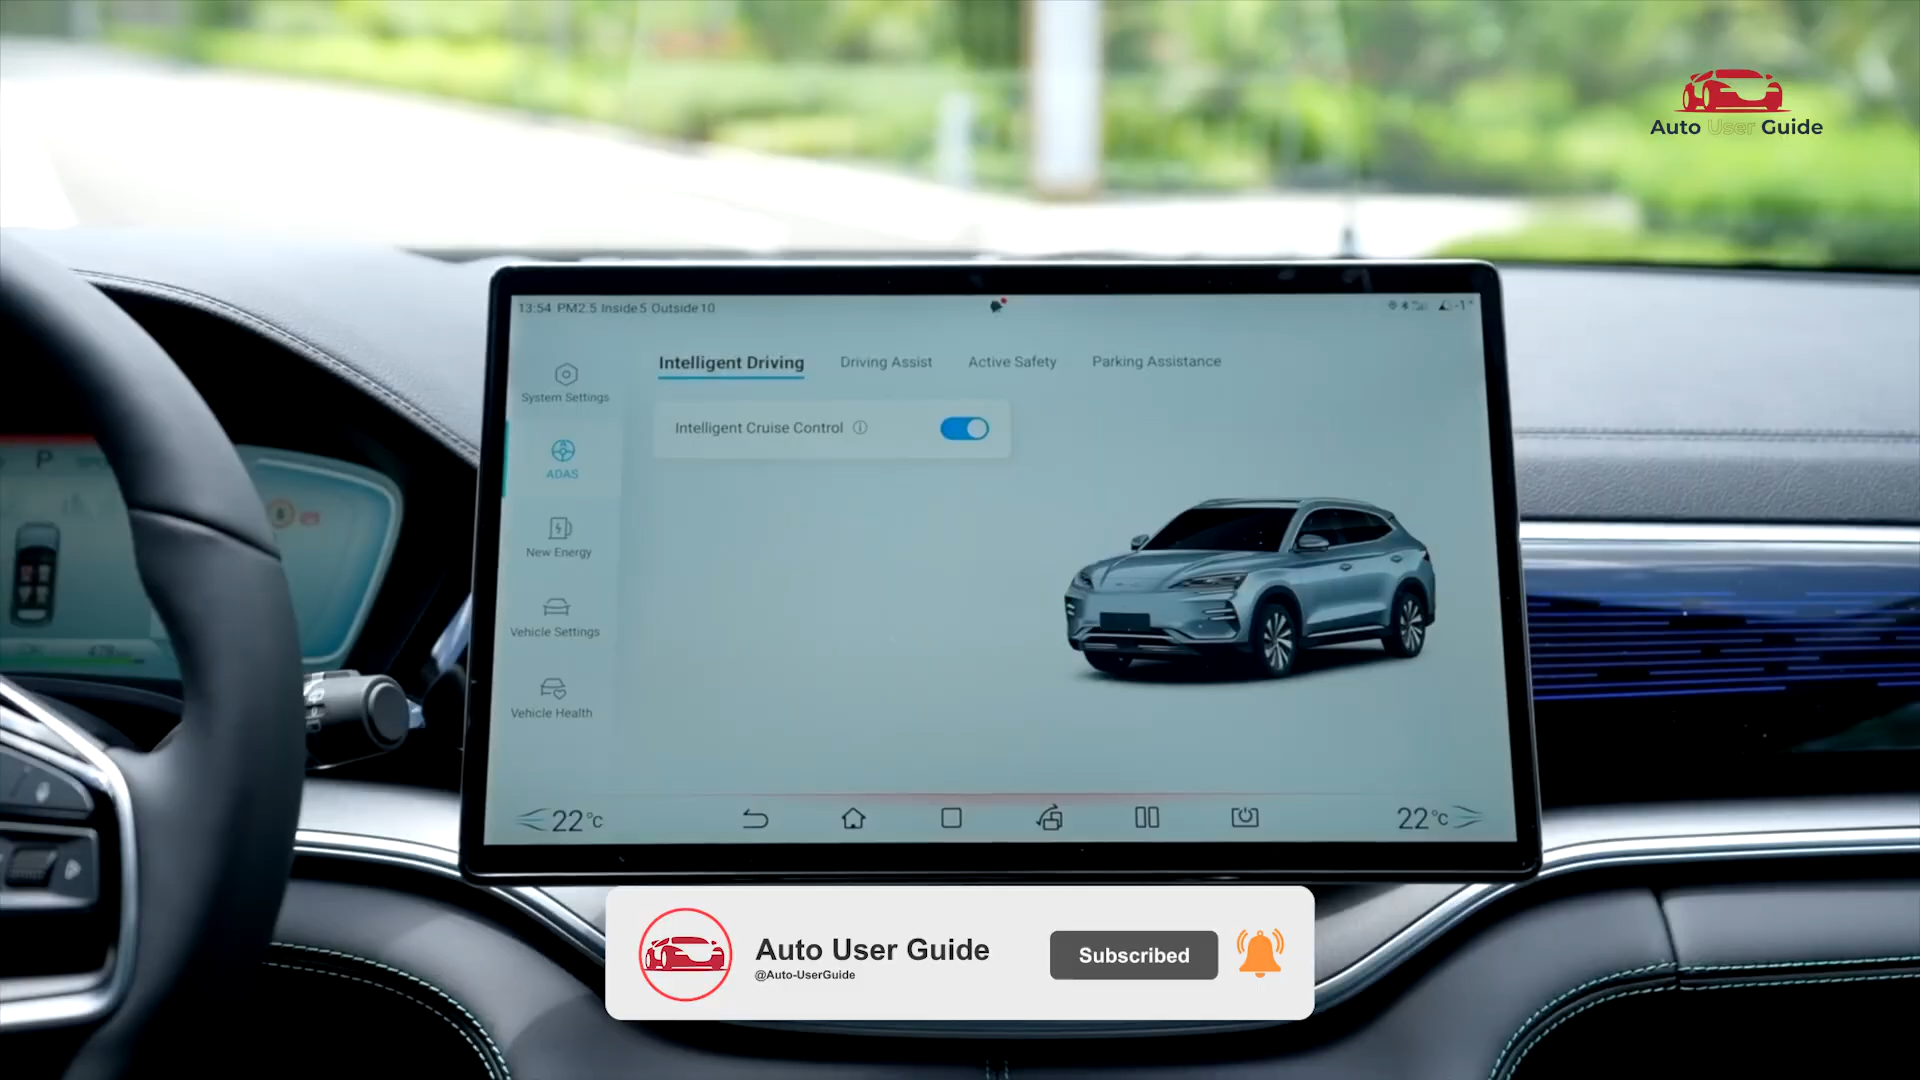 Auto User Guide
13:54 PM2.5 Inside 5 Outside 10
-1°
Intelligent Driving
Driving Assist
Active Safety
Parking Assistance
System Settings
Intelligent Cruise Control
ADAS
P
New Energy
Vehicle Settings
Vehicle Health
22°C
22°C
Auto User Guide
@Auto-UserGuide
Subscribed